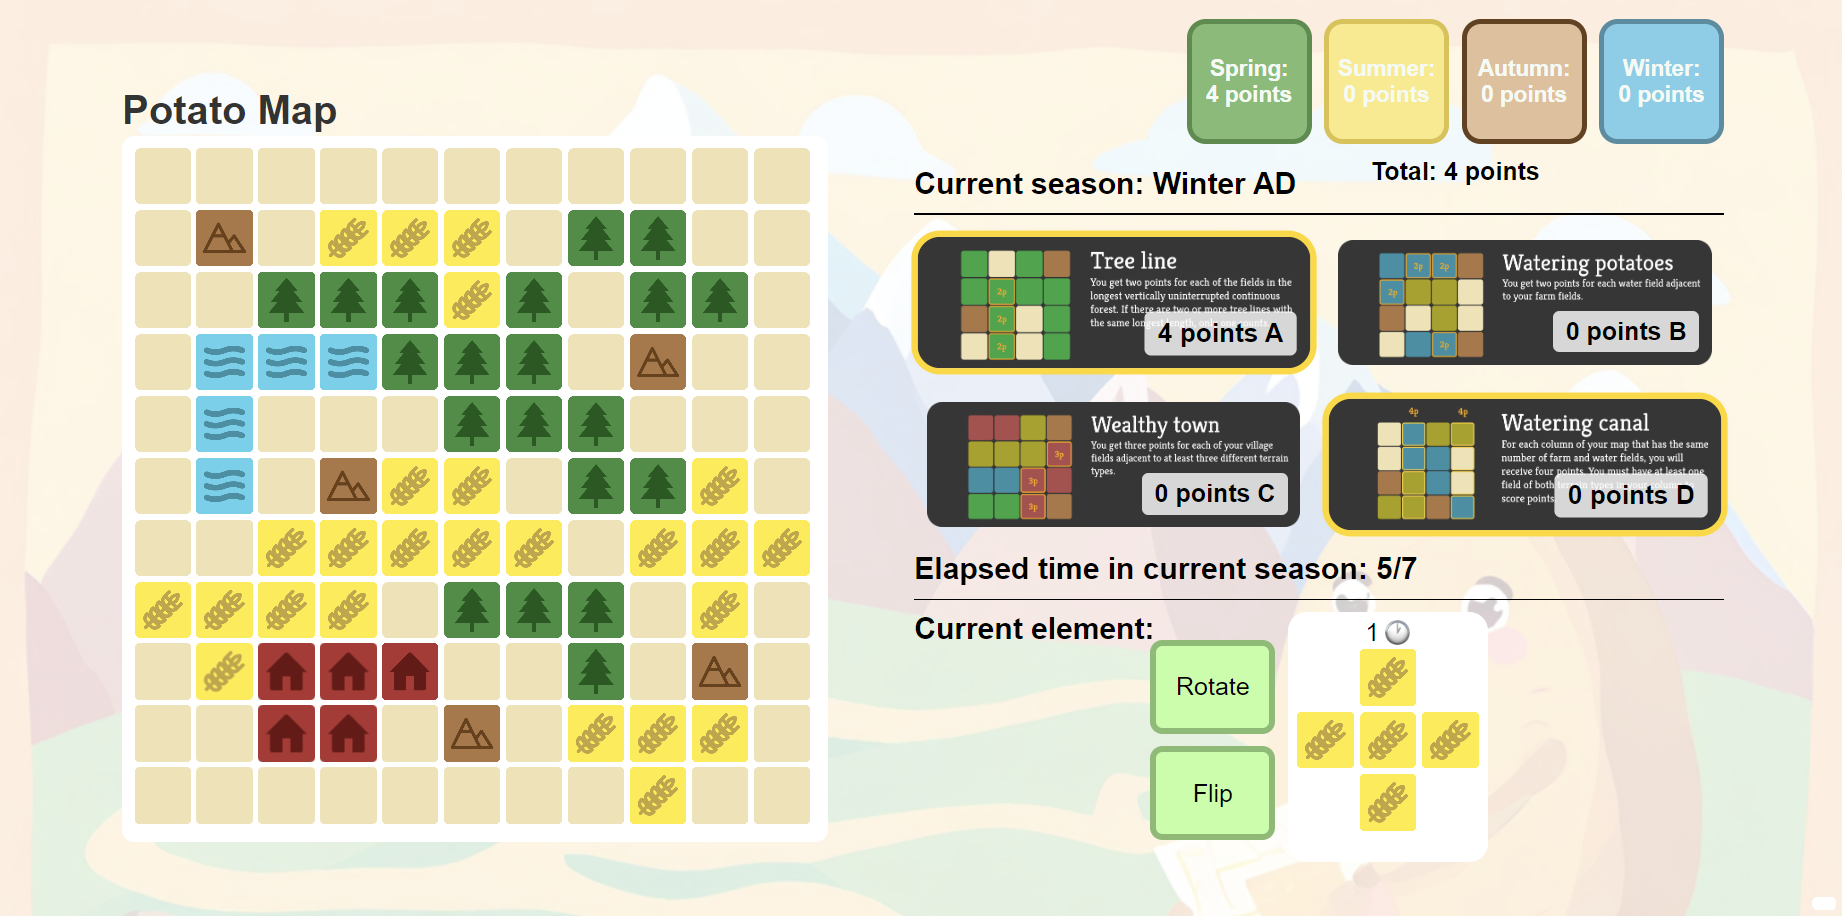 Spring:
4 points
Summer:
0 points
Autumn:
0 points
Winter:
0 points
Potato Map
Total: 4 points
Current season: Winter AD
Tree line
You get two points for each of the fields in the
longest vertically uninterrupted continuous
forest. If there are two or more tree lines with
the same longest length, only one counts.
4 points A
2p
2p
2p
Watering potatoes
You get two points for each water field adjacent
to your farm fields.
0 points B
2p
2p
2p
2p
Wealthy town
You get three points for each of your village
fields adjacent to at least three different terrain
types.
0 points C
3p
3p
3p
4p
4p
Watering canal
For each column of your map that has the same
number of farm and water fields, you will
receive four points. You must have at least one
field of both terrain types in your column to
score points
0 points D
Elapsed time in current season: 5/7
Current element:
1
Rotate
Flip